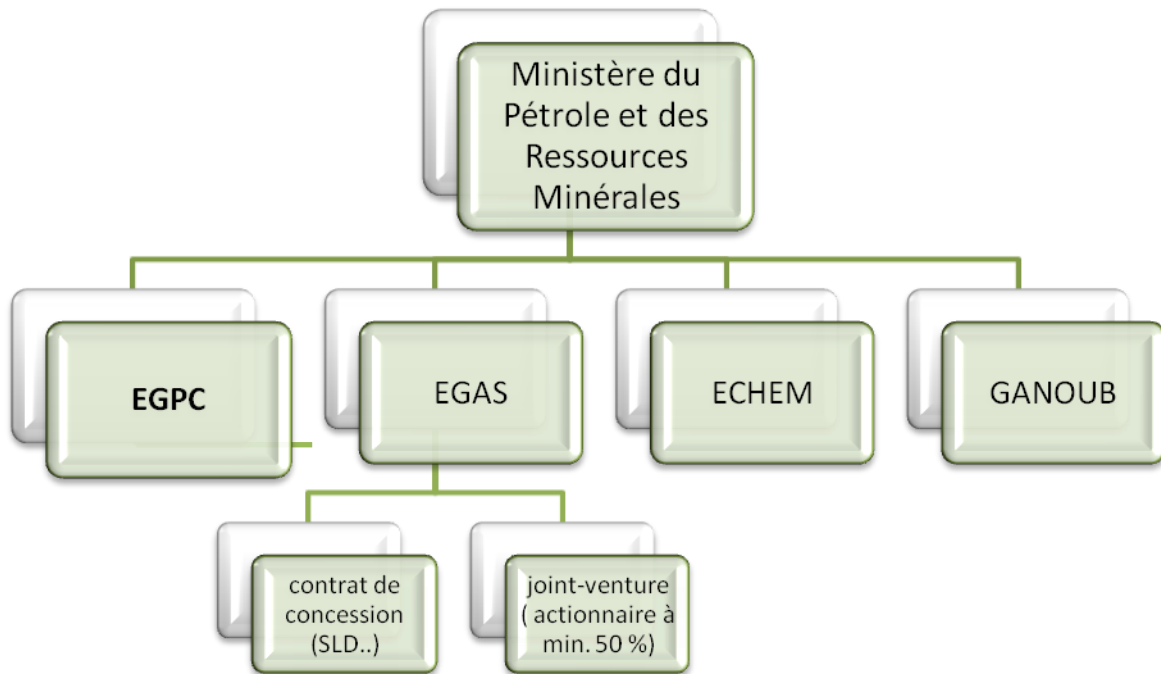 Ministère du
Pétrole et des
Ressources
Minérales
EGPC
EGAS
ECHEM
GANOUB
contrat de
concession
(SLD..)
joint-venture
( actionnaire à
min. 50 %)